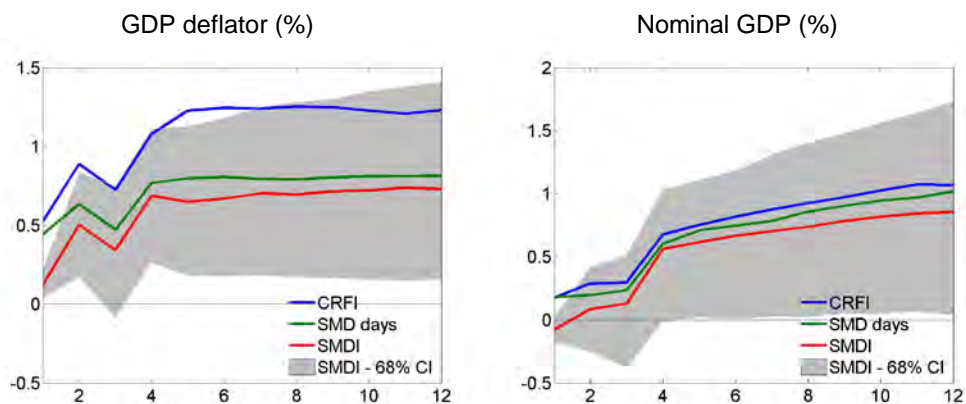 GDP deflator (%)
1.5
1
0.5
0
-0.5
2 4 6 8 10 12
CRFI
SMD days
SMDI
SMDI - 68% CI
Nominal GDP (%)
2
1.5
1
0.5
0
-0.5
2 4 6 8 10 12
CRFI
SMD days
SMDI
SMDI - 68% CI